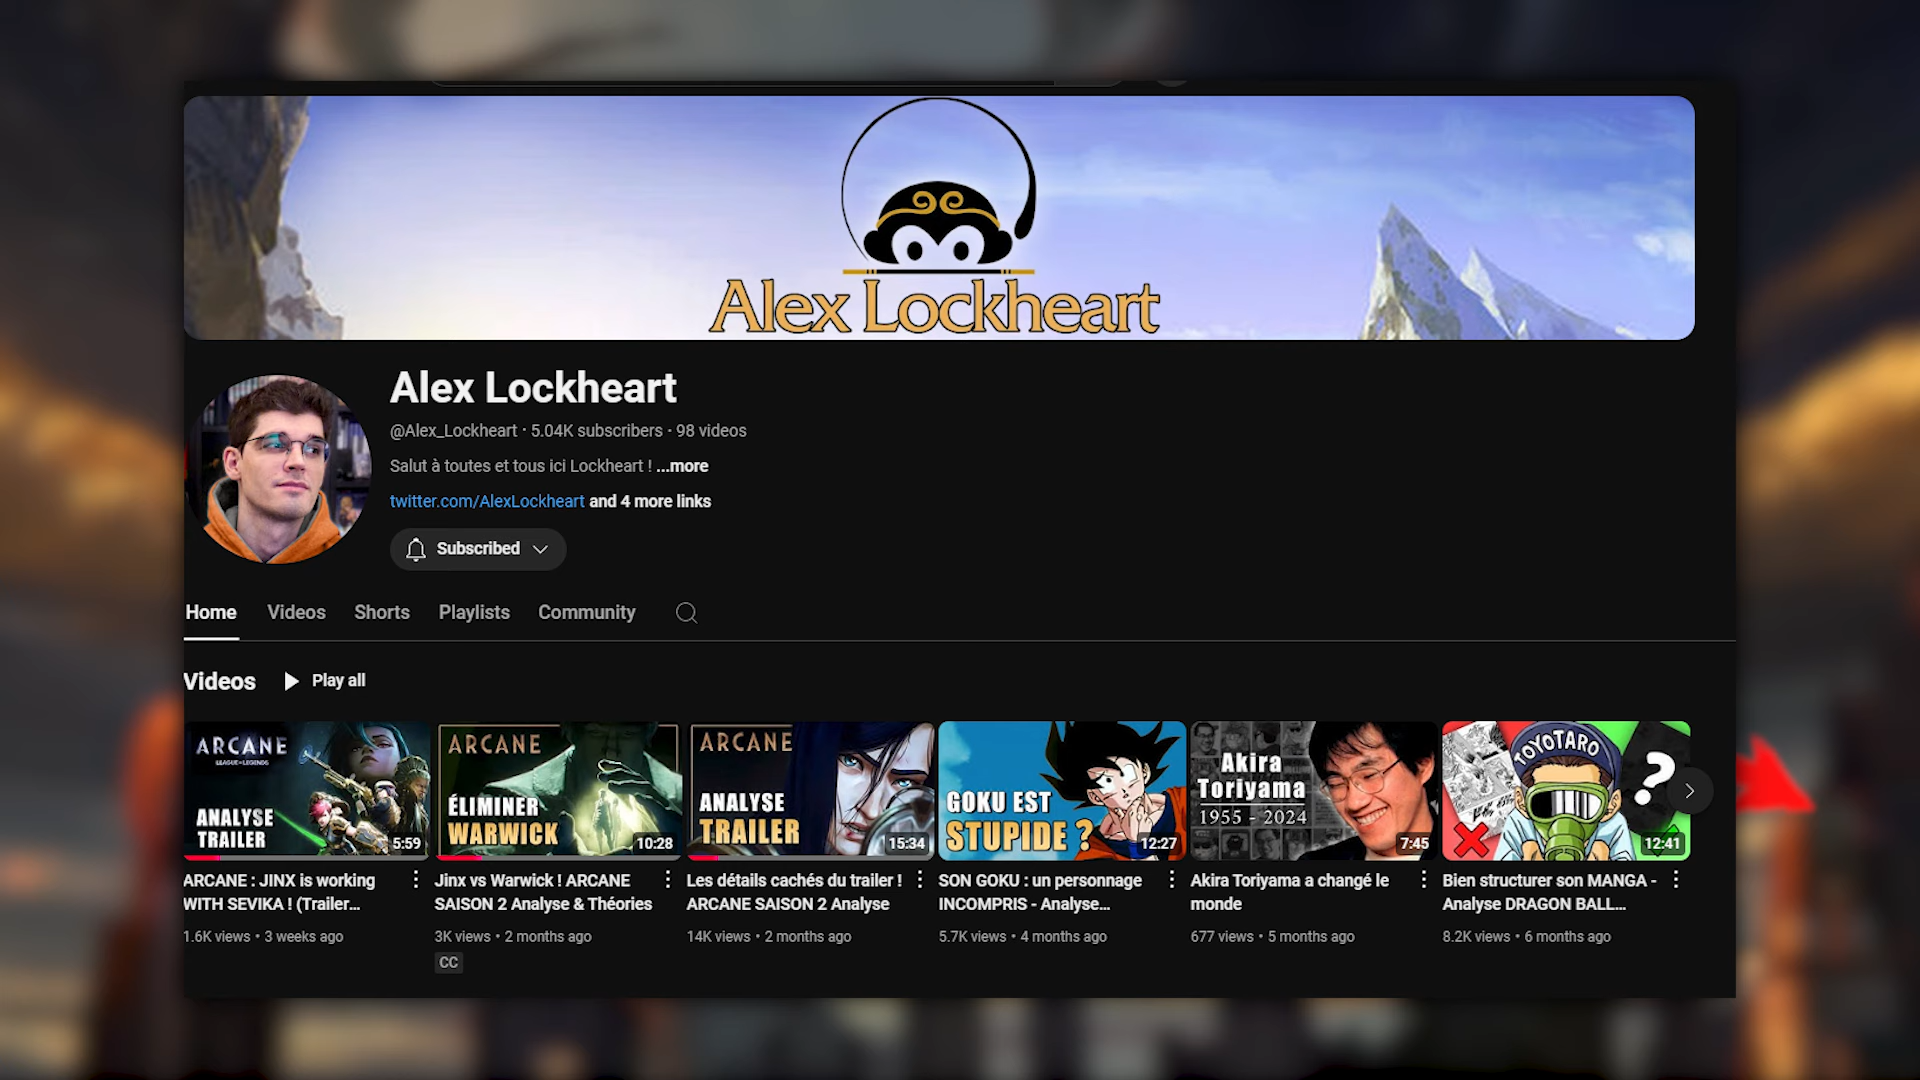 Alex Lockheart
Alex Lockheart
@Alex_Lockheart · 5.04K subscribers · 98 videos
Salut à toutes et tous ici Lockheart ! ...more
twitter.com/AlexLockheart and 4 more links
Subscribed
Home Videos Shorts Playlists Community
Videos Play all
ARCANE
LEAGUE OF LEGENDS
ANALYSE
TRAILER
5:59
ARCANE : JINX is working
WITH SEVIKA ! (Trailer...
1.6K views • 3 weeks ago
ARCANE
ÉLIMINER
WARWICK
10:28
Jinx vs Warwick ! ARCANE
SAISON 2 Analyse & Théories
3K views • 2 months ago
CC
ARCANE
ANALYSE
TRAILER
15:34
Les détails cachés du trailer !
ARCANE SAISON 2 Analyse
14K views • 2 months ago
GOKU EST
STUPIDE ?
12:27
SON GOKU : un personnage
INCOMPRIS - Analyse...
5.7K views • 4 months ago
Akira
Toriyama
1955 - 2024
7:45
Akira Toriyama a changé le
monde
677 views • 5 months ago
TOYOTARO
?
12:41
Bien structurer son MANGA -
Analyse DRAGON BALL...
8.2K views • 6 months ago